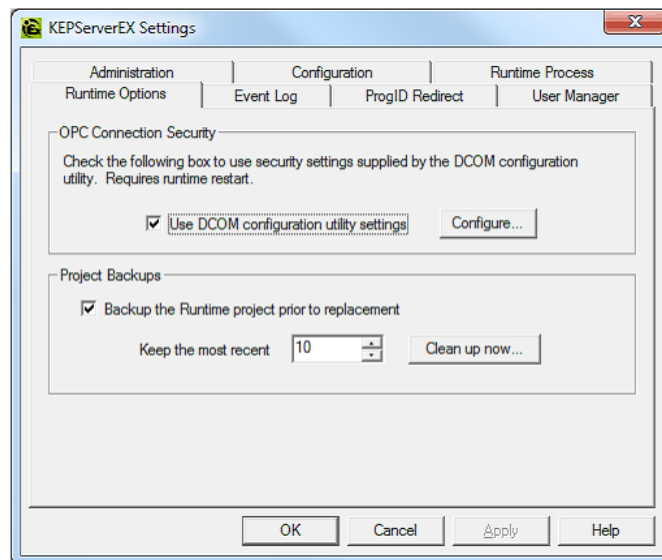 KEPServerEX Settings
Administration Configuration Runtime Process
Runtime Options Event Log ProgID Redirect User Manager
OPC Connection Security
Check the following box to use security settings supplied by the DCOM configuration
utility. Requires runtime restart.
Use DCOM configuration utility settings Configure...
Project Backups
Backup the Runtime project prior to replacement
Keep the most recent 10 Clean up now...
OK Cancel Apply Help